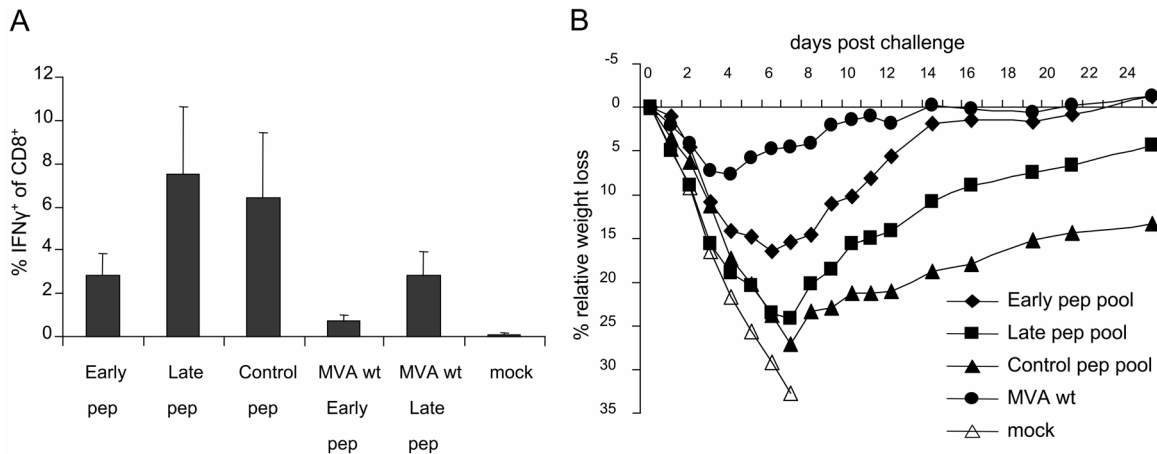 A
% IFNγ⁺ of CD8⁺
12
10
8
6
4
2
0
Early
pep
Late
pep
Control
pep
MVA wt
Early
pep
MVA wt
Late
pep
mock
B
days post challenge
% relative weight loss
-5
0
5
10
15
20
25
30
35
0 2 4 6 8 10 12 14 16 18 20 22 24
Early pep pool
Late pep pool
Control pep pool
MVA wt
mock